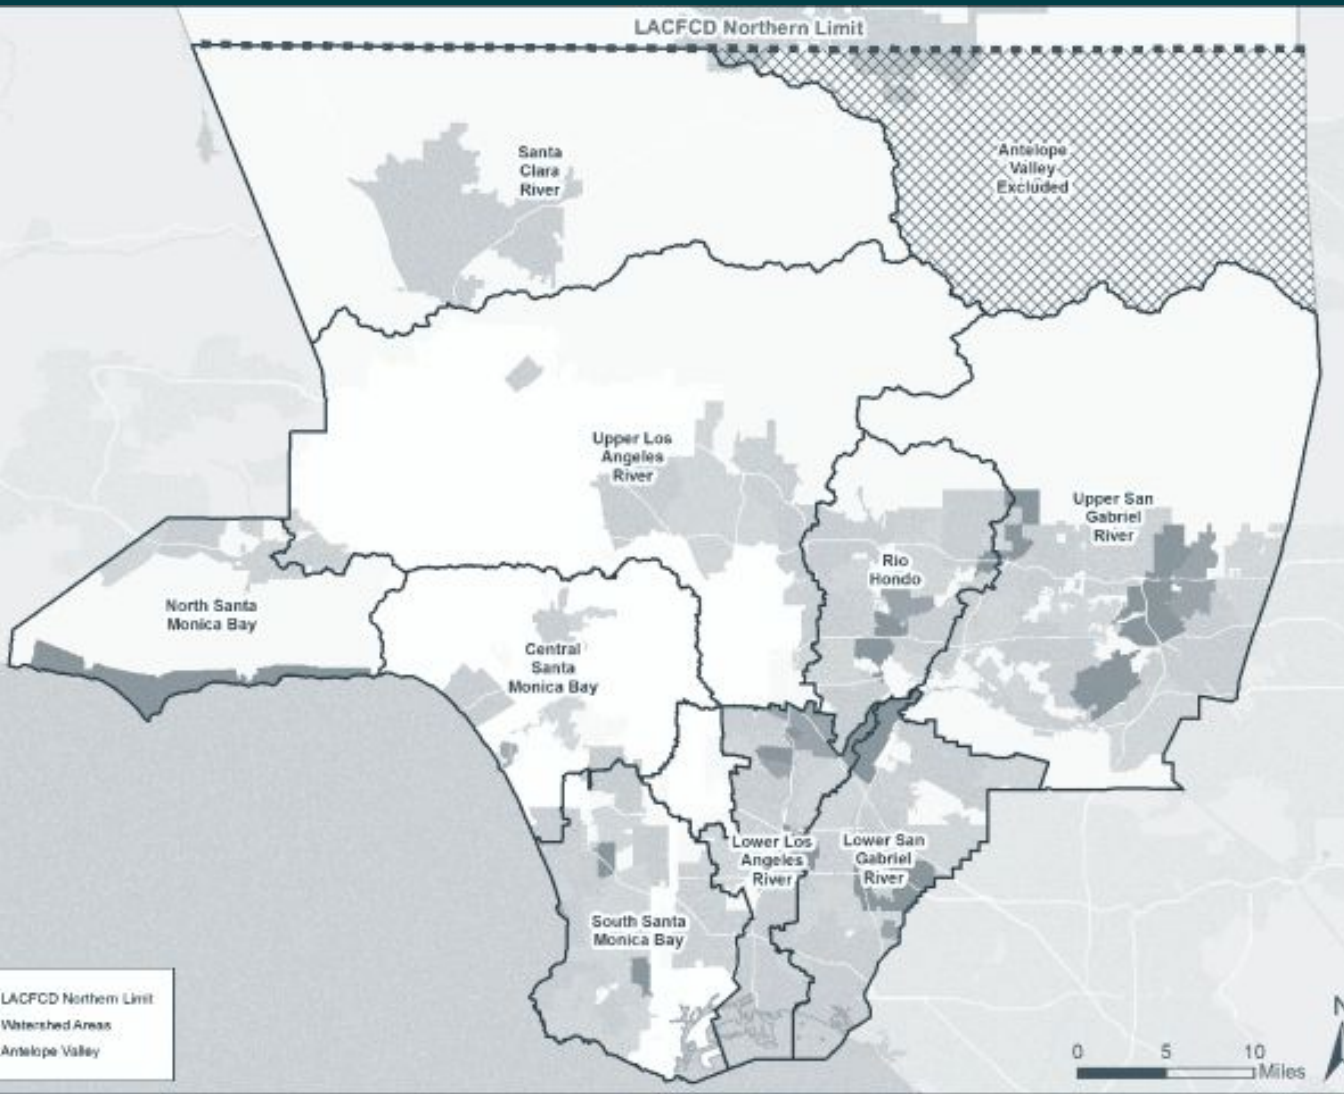 LACFCD Northern Limit
Santa
Clara
River
Antelope
Valley
Excluded
Upper Los
Angeles
River
Upper San
Gabriel
River
Rio
Hondo
North Santa
Monica Bay
Central
Santa
Monica Bay
Lower Los
Angeles
River
Lower San
Gabriel
River
South Santa
Monica Bay
LACFCD Northern Limit
Watershed Areas
Antelope Valley
N
0 5 10
Miles